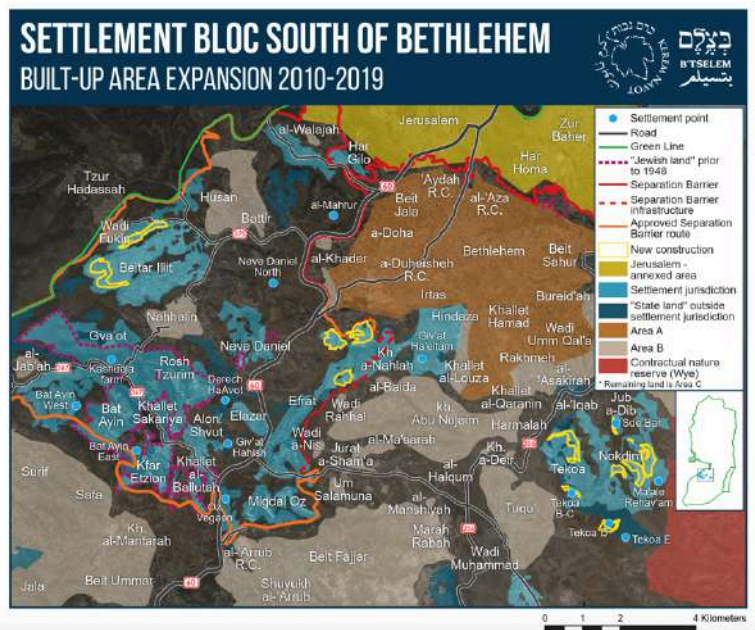 SETTLEMENT BLOC SOUTH OF BETHLEHEM
BUILT-UP AREA EXPANSION 2010-2019
כרם נבות
KEREM NAVOT
בצלם
B'TSELEM
بتسيلم
Settlement point
Road
Green Line
"Jewish land" prior
to 1948
Separation Barrier
Separation Barrier
infrastructure
Approved Separation
Barrier route
New construction
Jerusalem -
annexed area
Settlement jurisdiction
"State land" outside
settlement jurisdiction
Area A
Area B
Contractual nature
reserve (Wye)
* Remaining land is Area C
Jerusalem
al-Walajah
Zur
Baher
Har
Gilo
Har
Homa
Tzur
Hadassah
Husan
60
'Aydah
R.C.
al-'Aza
R.C.
al-Mahrur
Beit
Jala
Battir
Wadi
Fukin
375
a-Doha
Bethlehem
Beit
Sahur
al-Khader
a-Duheisheh
R.C.
Beitar Illit
Neve Daniel
North
Irtas
Bureid'ah
Nahhalin
Hindaza
Khallet
Hamad
Wadi
Umm Qal'a
Gva'ot
Neve Daniel
Giv'at
Ha'eitam
Rakhmeh
Kh.
a-Nahlah
Khallet
al-Louza
al-
Jab'ah
367
Kashuela
farm
Rosh
Tzurim
al-
'Asakirah
al-Baida
367
Derech
HaAvot
60
Khallet
al-Qaranin
Bat Ayin
West
Efrat
Wadi
Rahhal
al-'Iqab
Jub
a-Dib
Bat
Ayin
Khallet
Sakariya
Elazar
kh.
Abu Nujem
Sde Bar
Alon
Shvut
Harmalah
Wadi
a-Nis
al-Ma'sarah
Bat Ayin
East
Giv'at
Hahish
Jurat
a-Sham'a
Kh.
a-Deir
Tekoa
Nokdim
Surif
Kfar
Etzion
Khallet
al-
Ballutah
al-
Halqum
Ma'ale
Rehav'am
Safa
Migdal Oz
Um
Salamuna
Tekoa
B-C
Oz
VeGaon
al-
Manshiyah
Tuqu'
Kh.
al-Mantarah
Marah
Rabah
Tekoa D
Tekoa E
al-'Arrub
R.C.
Beit Fajjar
Wadi
Muhammad
Jala
Beit Ummar
60
Shuyukh
al-'Arrub
0 1 2 4 Kilometers